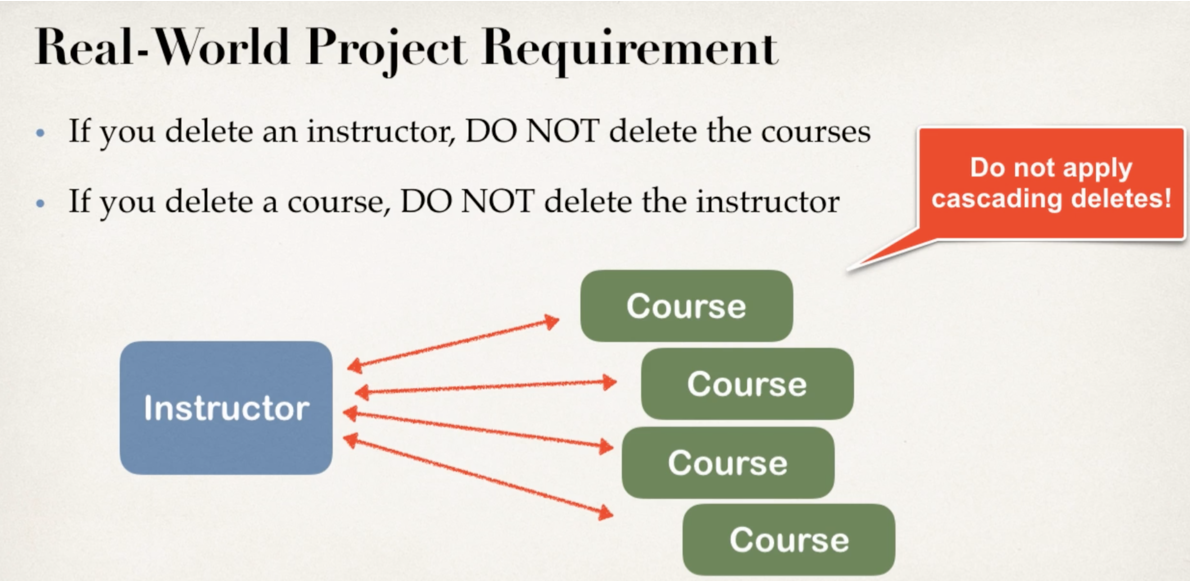 Real-World Project Requirement
• If you delete an instructor, DO NOT delete the courses
• If you delete a course, DO NOT delete the instructor
Do not apply
cascading deletes!
Course
Course
Instructor
Course
Course